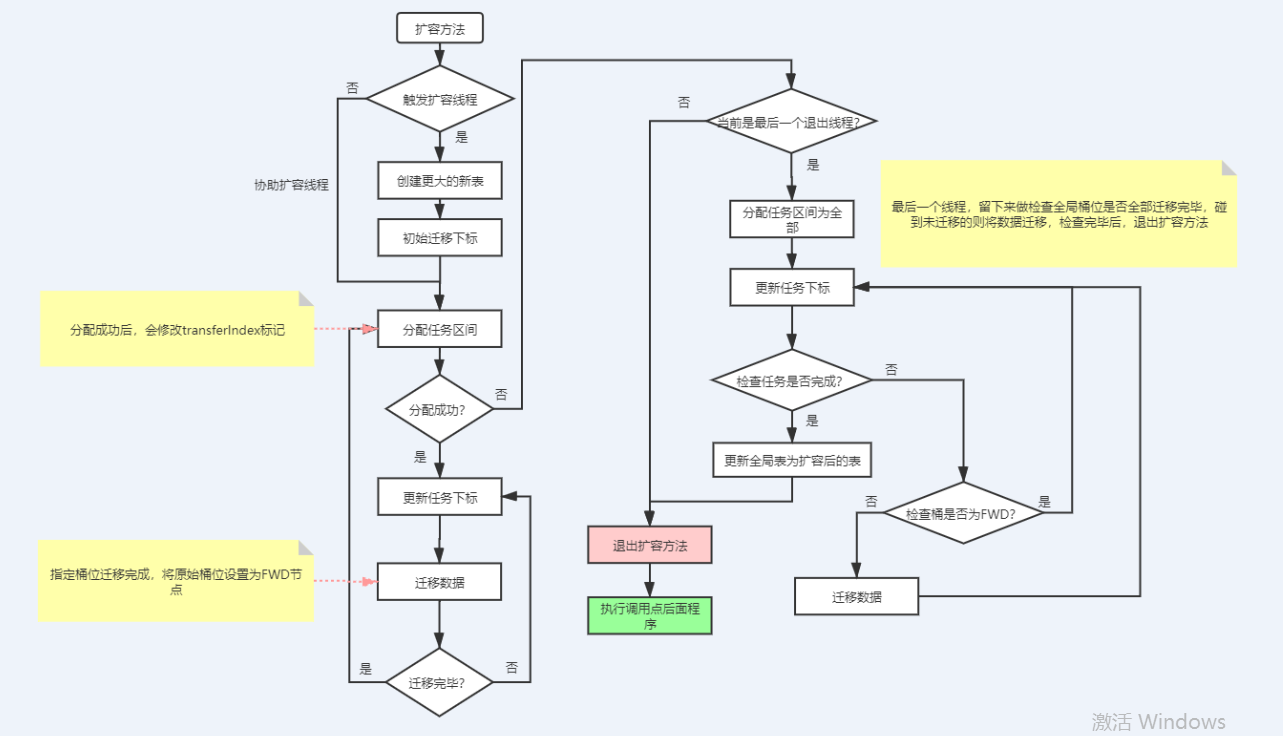 扩容方法
否
触发扩容线程
是
协助扩容线程
创建更大的新表
初始迁移下标
分配成功后，会修改transferIndex标记
分配任务区间
分配成功？
否
是
更新任务下标
指定桶位迁移完成，将原始桶位设置为FWD节
点
迁移数据
是
迁移完毕？
否
否
当前是最后一个退出线程？
是
分配任务区间为全
部
最后一个线程，留下来做检查全局桶位是否全部迁移完毕，碰
到未迁移的则将数据迁移，检查完毕后，退出扩容方法
更新任务下标
检查任务是否完成？
否
是
更新全局表为扩容后的表
否
检查桶是否为FWD？
是
退出扩容方法
迁移数据
执行调用点后面程
序
激活 Windows